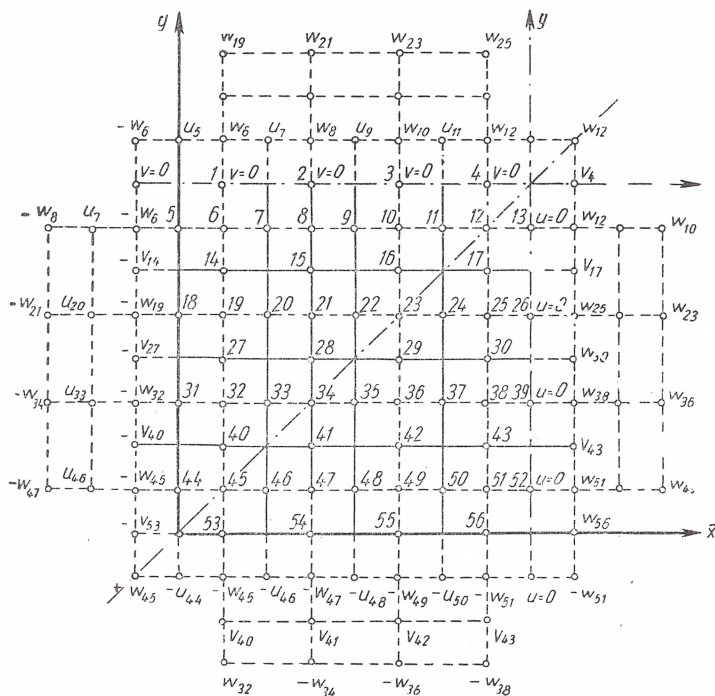 y y
w₁₉ w₂₁ w₂₃ w₂₅
-w₆ u₅ w₆ u₇ w₈ u₉ w₁₀ u₁₁ w₁₂ w₁₂
v=0 1 v=0 2 v=0 3 v=0 4 v=0 v₄
-w₈ u₇ -w₆ 5 6 7 8 9 10 11 12 13 u=0 w₁₂ w₁₀
-v₁₄ 14 15 16 17 v₁₇
-w₂₁ u₂₀ -w₁₉ 18 19 20 21 22 23 24 25 26 u=0 w₂₅ w₂₃
-v₂₇ 27 28 29 30 w₃₀
-w₃₄ u₃₃ -w₃₂ 31 32 33 34 35 36 37 38 39 u=0 w₃₈ w₃₆
-v₄₀ 40 41 42 43 v₄₃
-w₄₇ u₄₆ -w₄₅ 44 45 46 47 48 49 50 51 52 u=0 w₅₁
-v₅₃ 53 54 55 56 w₅₆ x̄
w₄₅ -u₄₄ -w₄₅ -u₄₆ -w₄₇ -u₄₈ -w₄₉ -u₅₀ -w₅₁ u=0 -w₅₁
v₄₀ v₄₁ v₄₂ v₄₃
w₃₂ -w₃₄ -w₃₆ -w₃₈